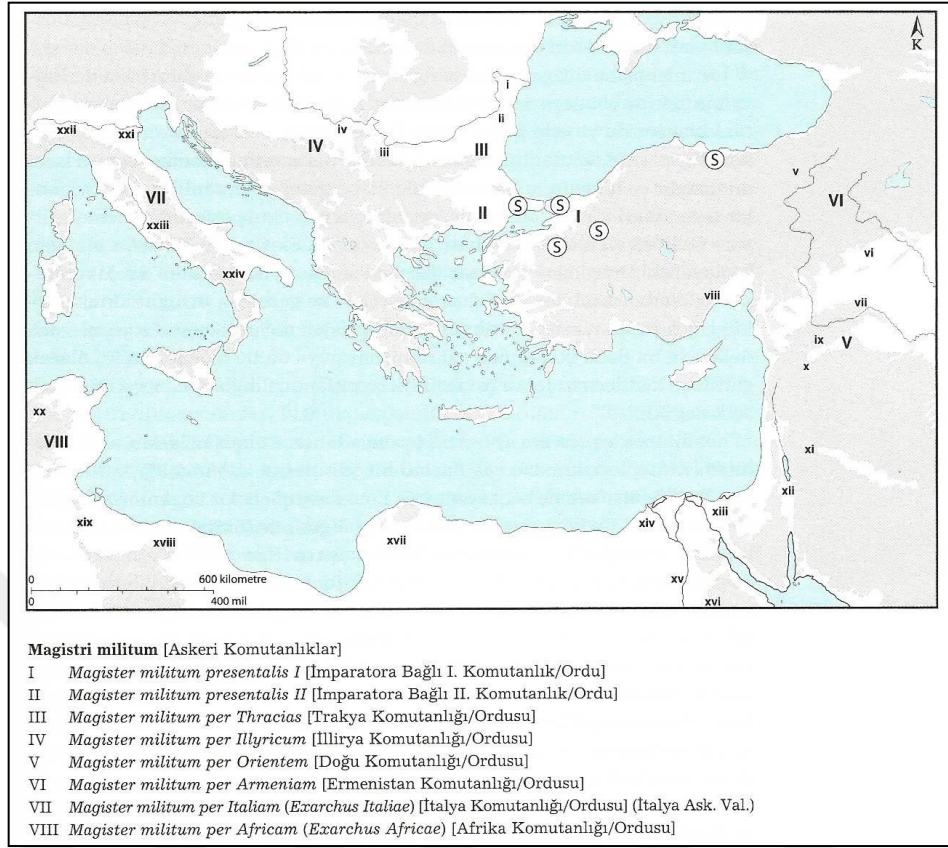 K
i
ii
xxii
xxi
iv
IV
iii
III
S
v
VII
VI
S
S
II
I
xxiii
S
S
vi
xxiv
viii
vii
ix
V
x
xx
VIII
xi
xii
xix
xiv
xiii
xviii
xvii
0
600 kilometre
xv
0
400 mil
xvi
Magistri militum [Askeri Komutanlıklar]
I Magister militum presentalis I [İmparatora Bağlı I. Komutanlık/Ordu]
II Magister militum presentalis II [İmparatora Bağlı II. Komutanlık/Ordu]
III Magister militum per Thracias [Trakya Komutanlığı/Ordusu]
IV Magister militum per Illyricum [İllirya Komutanlığı/Ordusu]
V Magister militum per Orientem [Doğu Komutanlığı/Ordusu]
VI Magister militum per Armeniam [Ermenistan Komutanlığı/Ordusu]
VII Magister militum per Italiam (Exarchus Italiae) [İtalya Komutanlığı/Ordusu] (İtalya Ask. Val.)
VIII Magister militum per Africam (Exarchus Africae) [Afrika Komutanlığı/Ordusu]